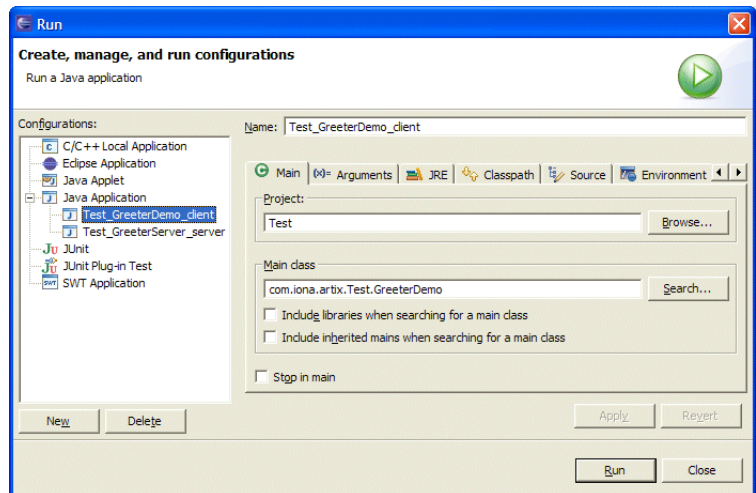 Run
Create, manage, and run configurations
Run a Java application
Configurations:
C/C++ Local Application
Eclipse Application
Java Applet
Java Application
Test_GreeterDemo_client
Test_GreeterServer_server
JUnit
JUnit Plug-in Test
SWT Application
New
Delete
Name: Test_GreeterDemo_client
Main (x)= Arguments JRE Classpath Source Environment
Project:
Test
Browse...
Main class
com.iona.artix.Test.GreeterDemo
Search...
Include libraries when searching for a main class
Include inherited mains when searching for a main class
Stop in main
Apply
Revert
Run
Close